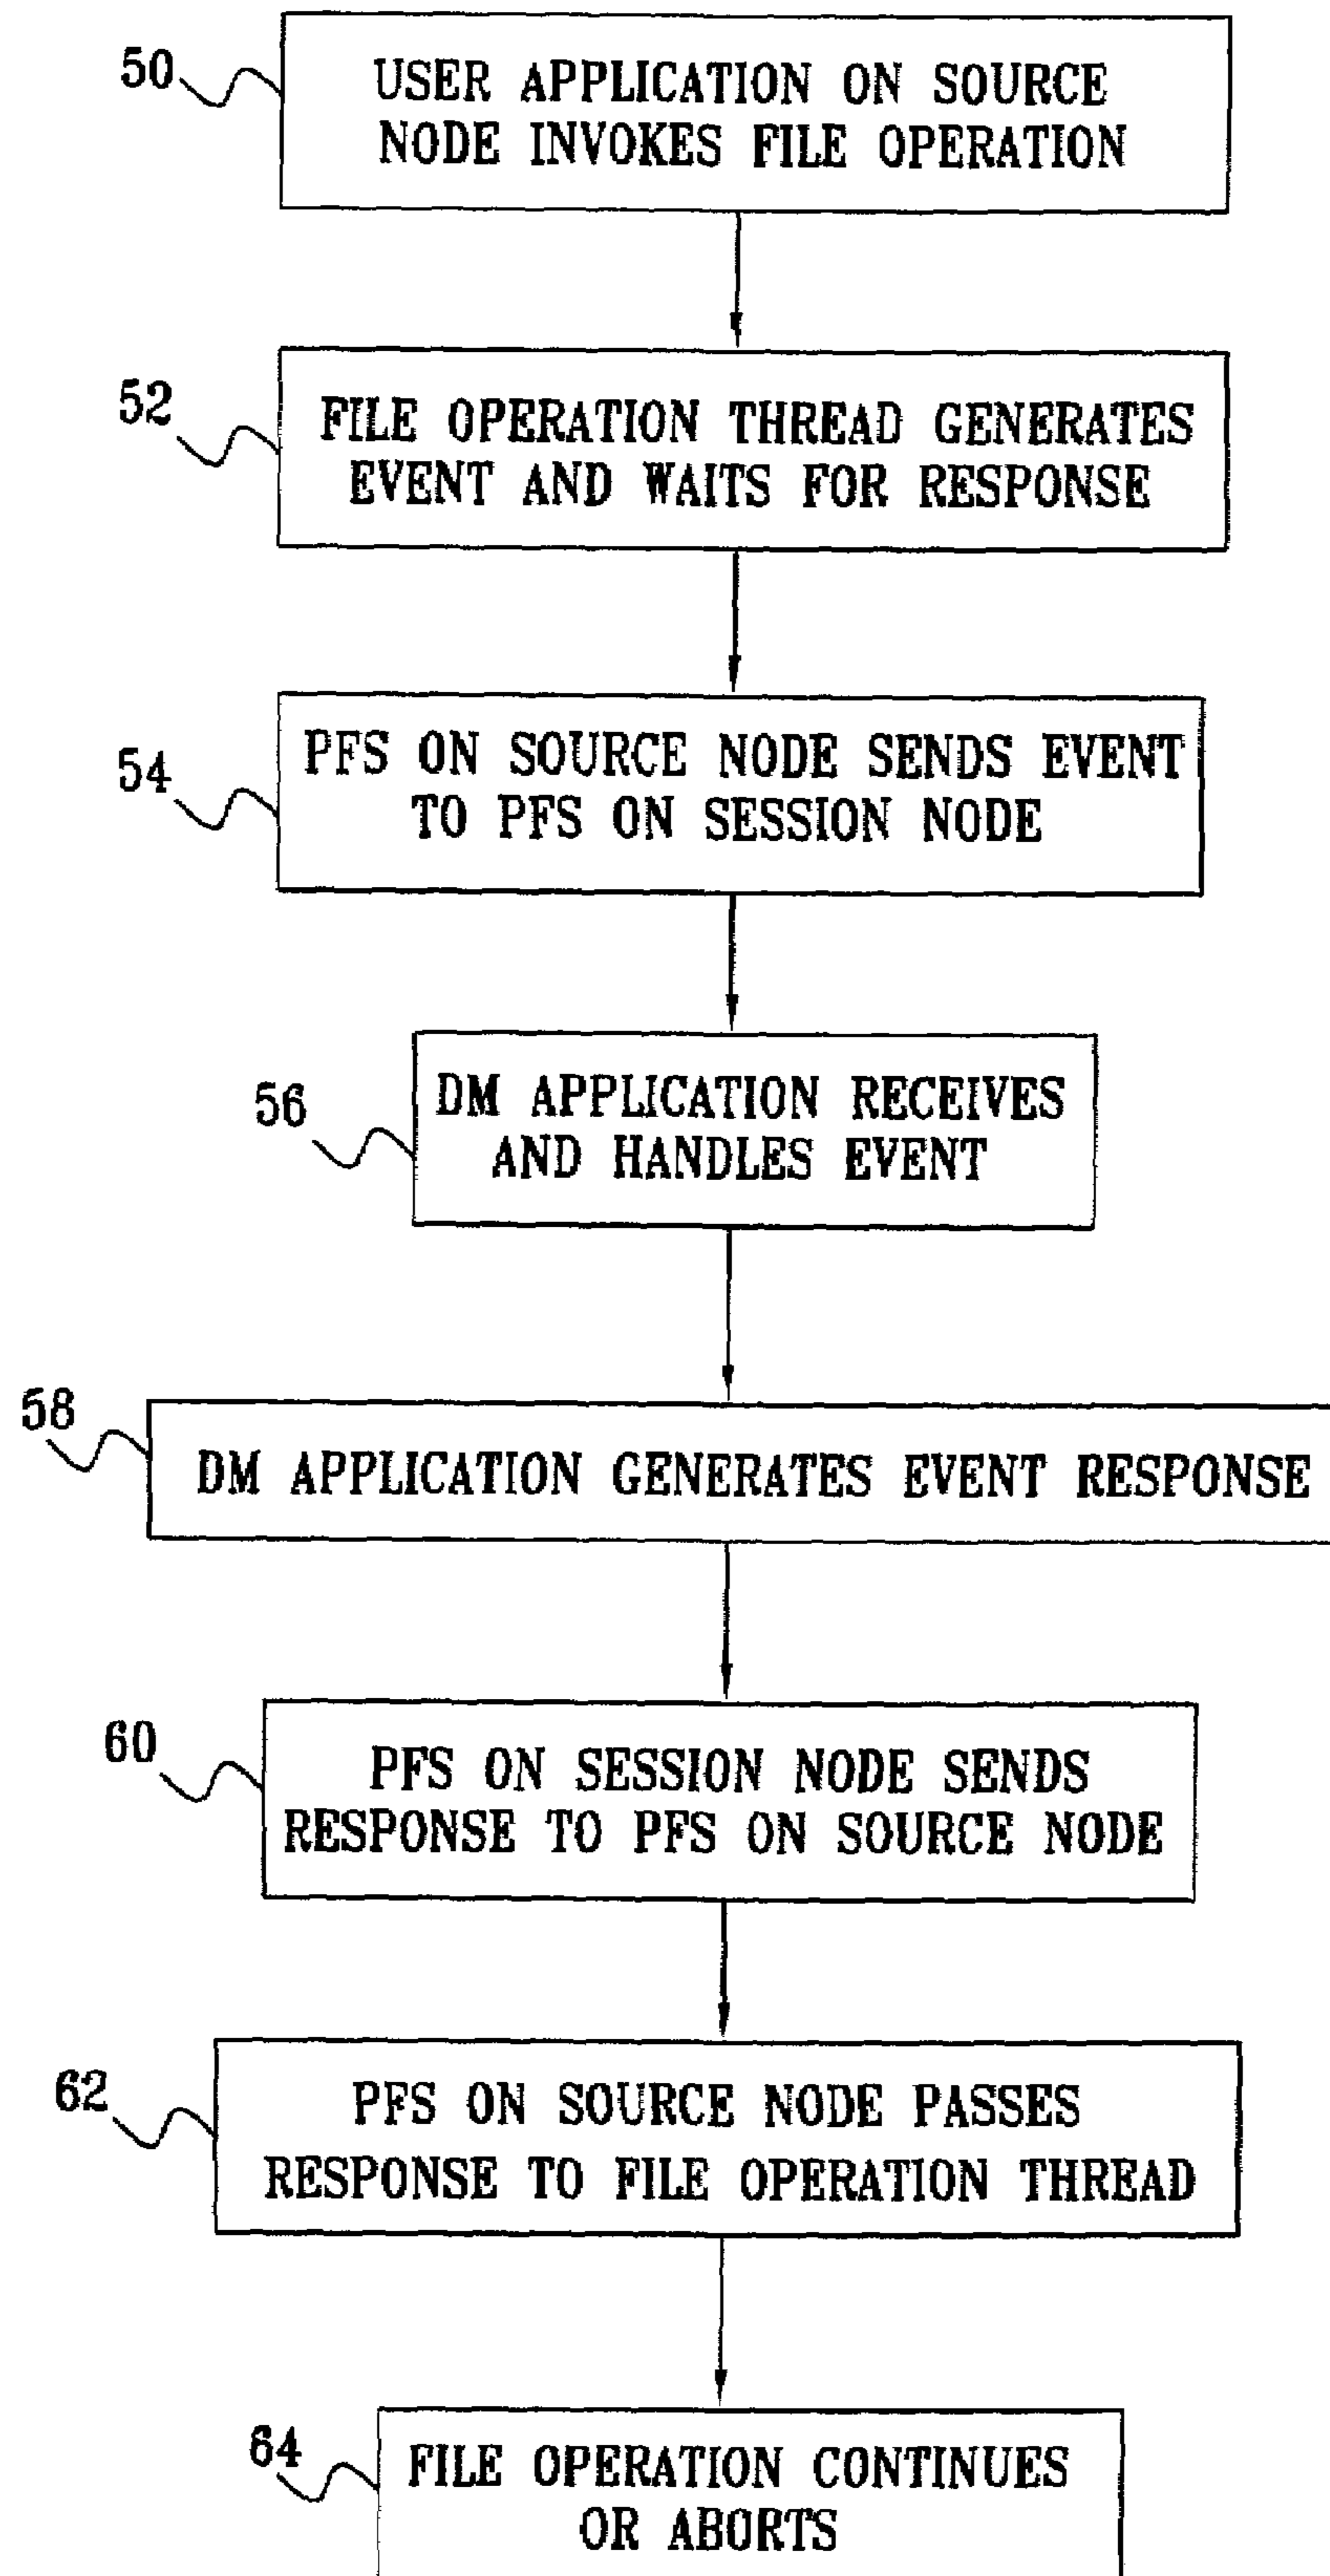 50
USER APPLICATION ON SOURCE
NODE INVOKES FILE OPERATION
52
FILE OPERATION THREAD GENERATES
EVENT AND WAITS FOR RESPONSE
54
PFS ON SOURCE NODE SENDS EVENT
TO PFS ON SESSION NODE
56
DM APPLICATION RECEIVES
AND HANDLES EVENT
58
DM APPLICATION GENERATES EVENT RESPONSE
60
PFS ON SESSION NODE SENDS
RESPONSE TO PFS ON SOURCE NODE
62
PFS ON SOURCE NODE PASSES
RESPONSE TO FILE OPERATION THREAD
64
FILE OPERATION CONTINUES
OR ABORTS